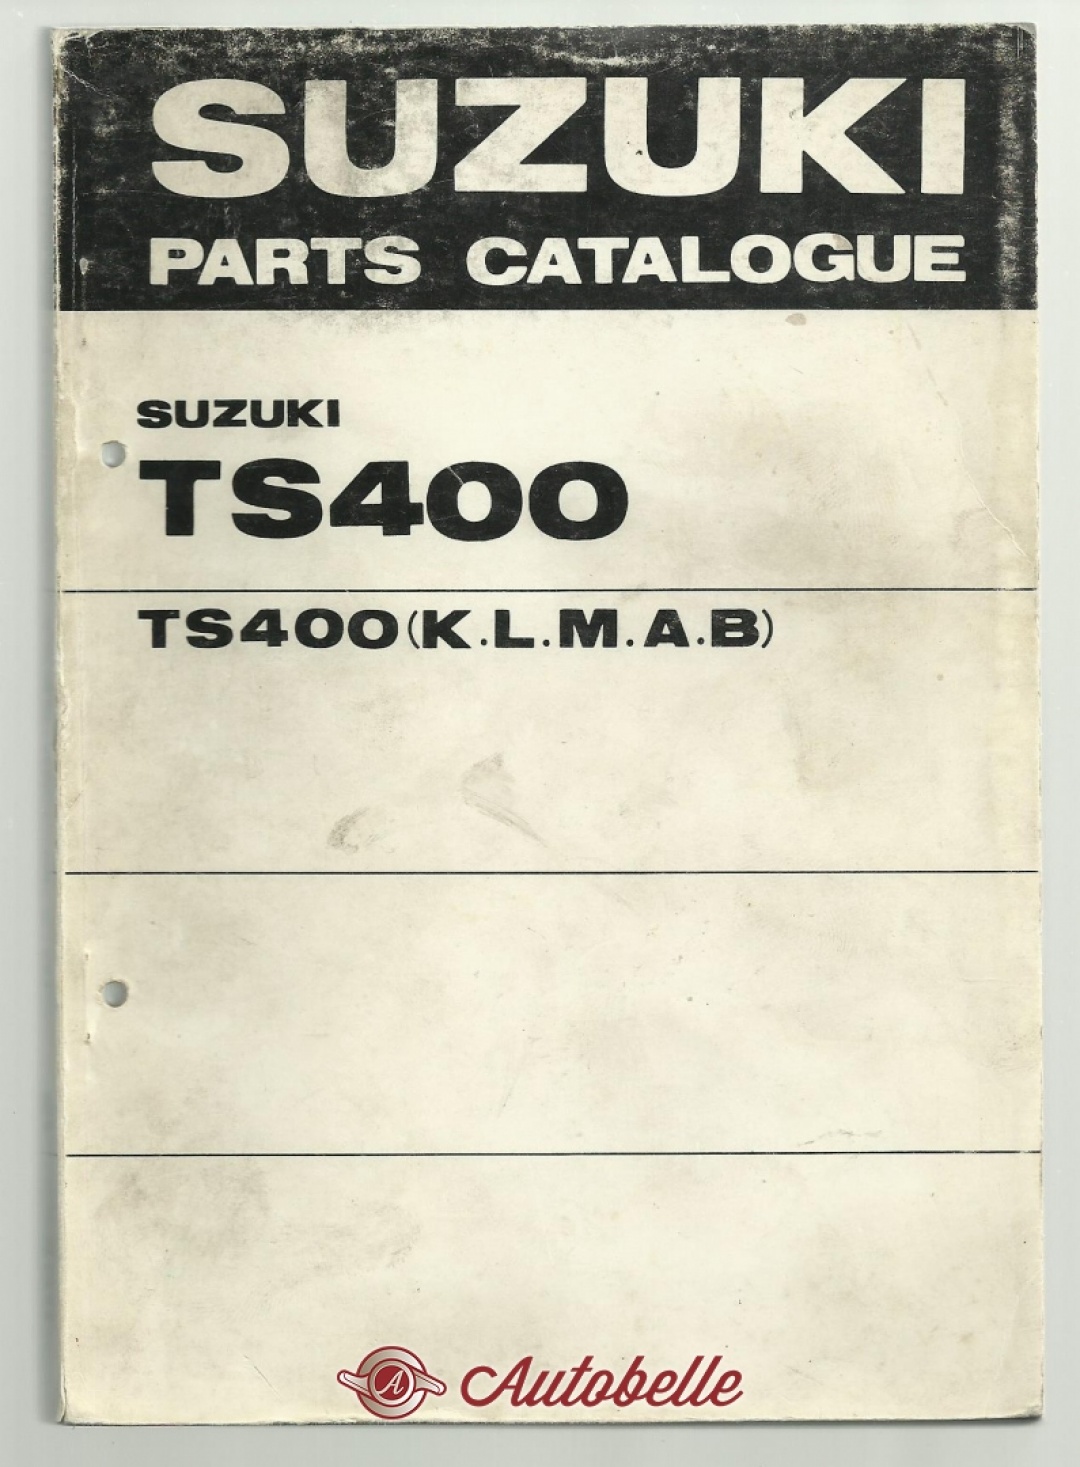 SUZUKI
PARTS CATALOGUE
SUZUKI
TS400
TS400(K.L.M.A.B)
A Autobelle